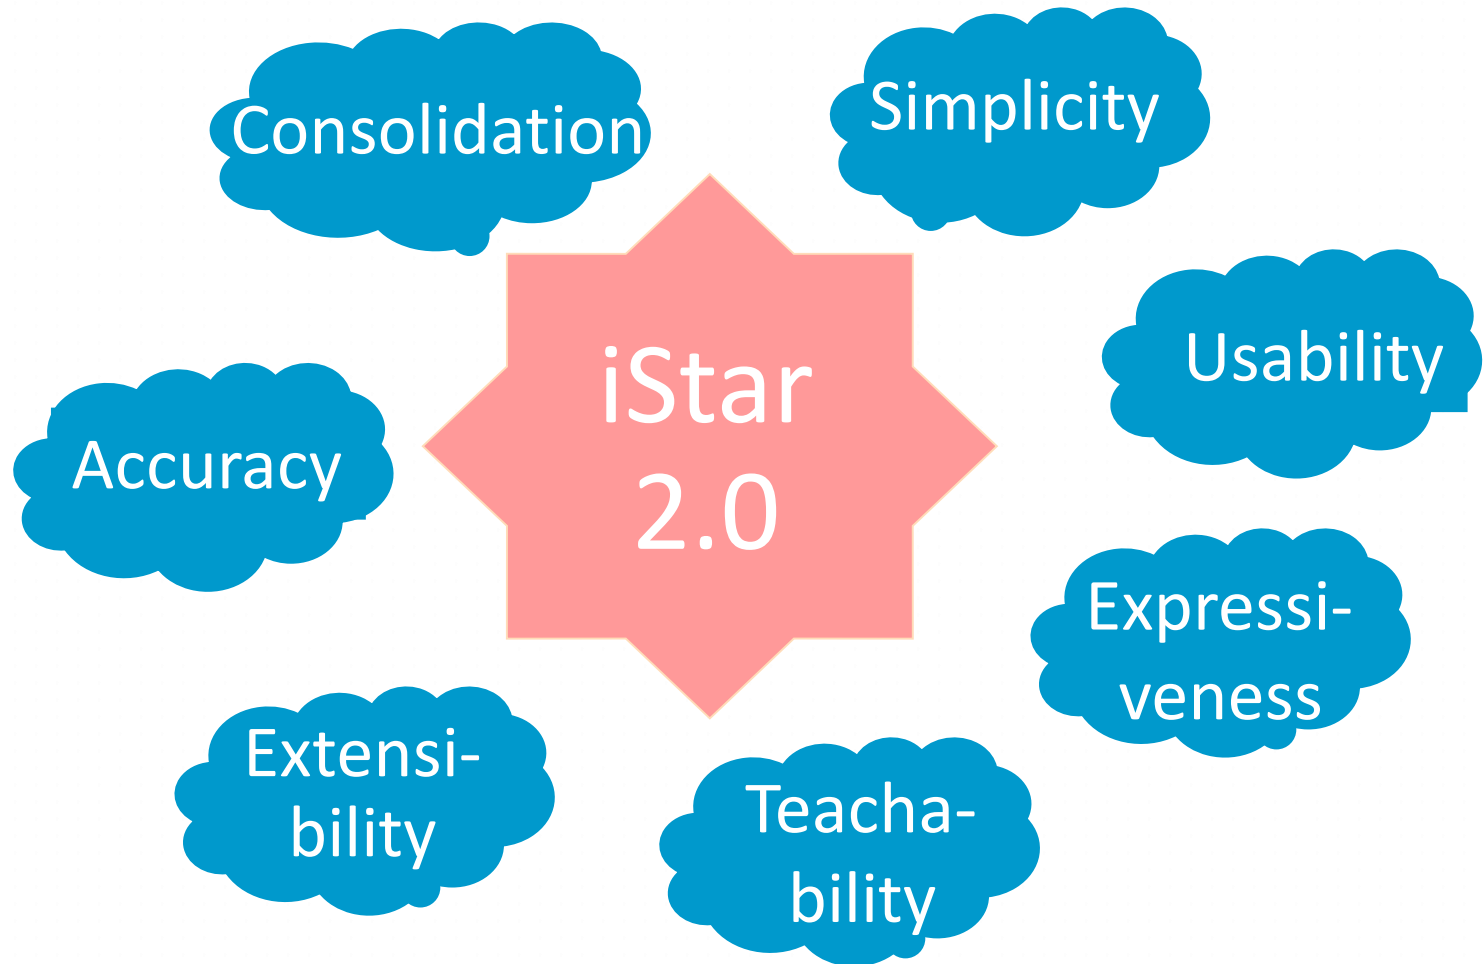 Consolidation
Simplicity
iStar
2.0
Usability
Accuracy
Expressi-
veness
Extensi-
bility
Teacha-
bility